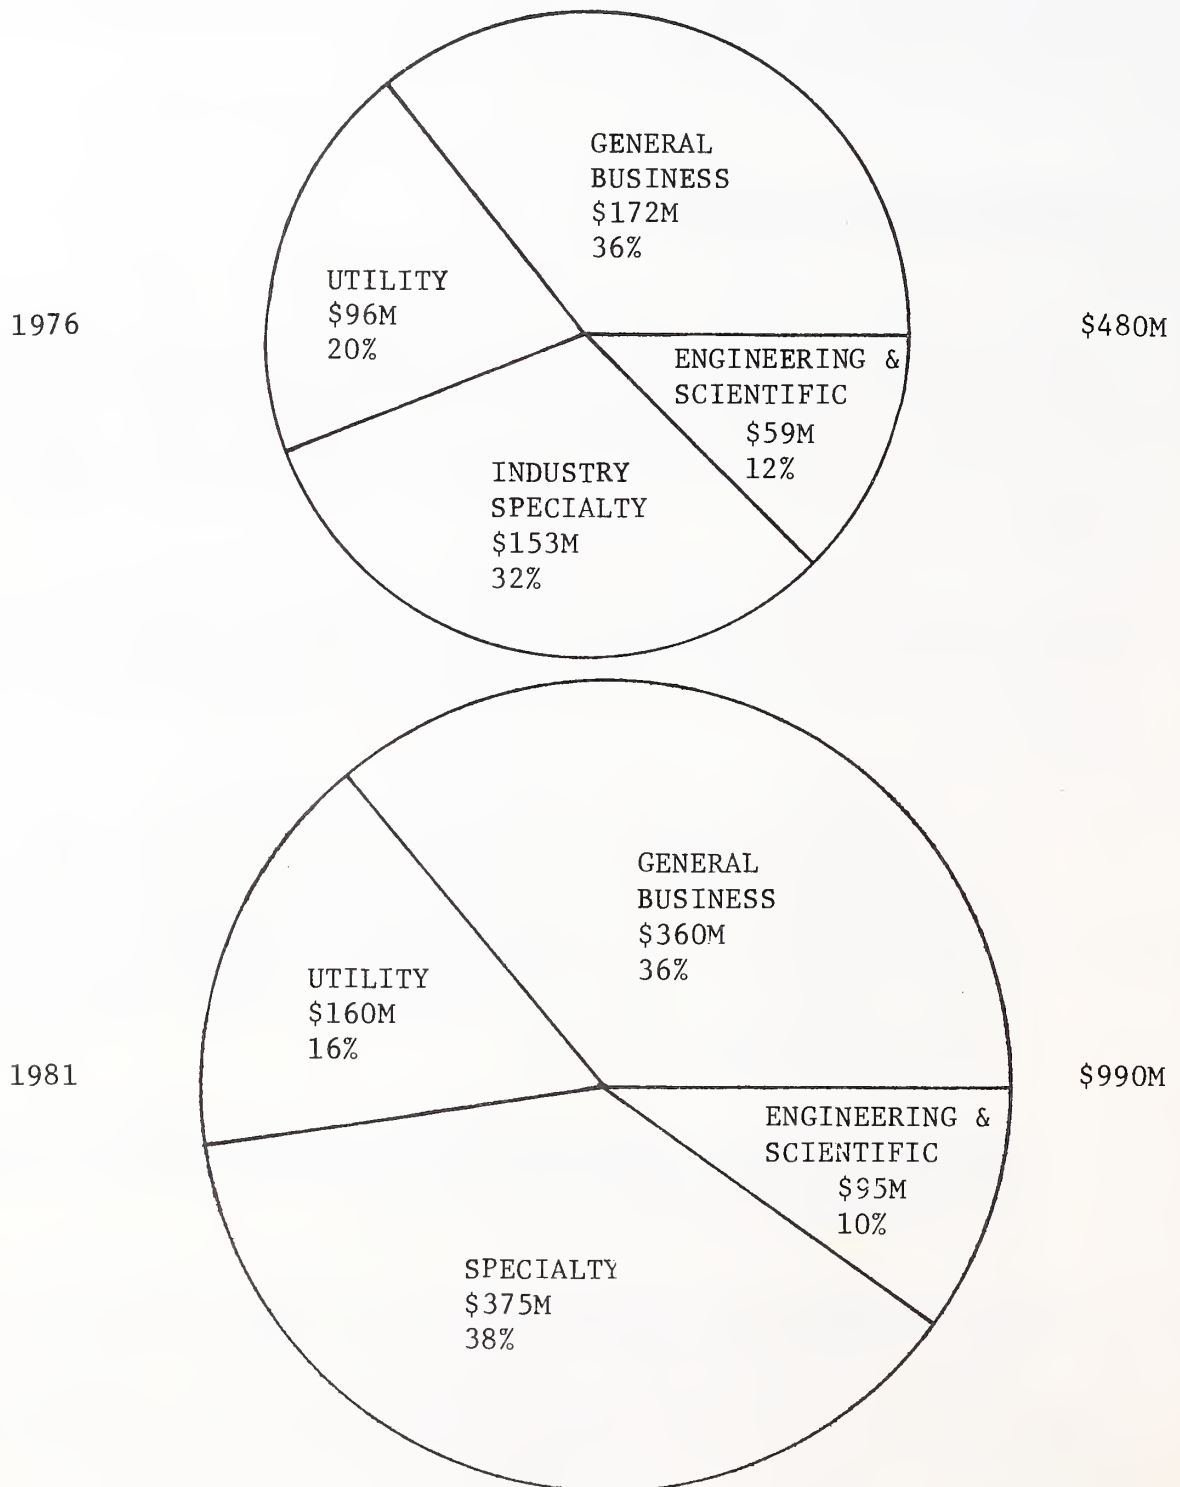 GENERAL
BUSINESS
$172M
36%
UTILITY
$96M
20%
1976
$480M
ENGINEERING &
SCIENTIFIC
$59M
12%
INDUSTRY
SPECIALTY
$153M
32%
GENERAL
BUSINESS
$360M
36%
UTILITY
$160M
16%
1981
$990M
ENGINEERING &
SCIENTIFIC
$95M
10%
SPECIALTY
$375M
38%